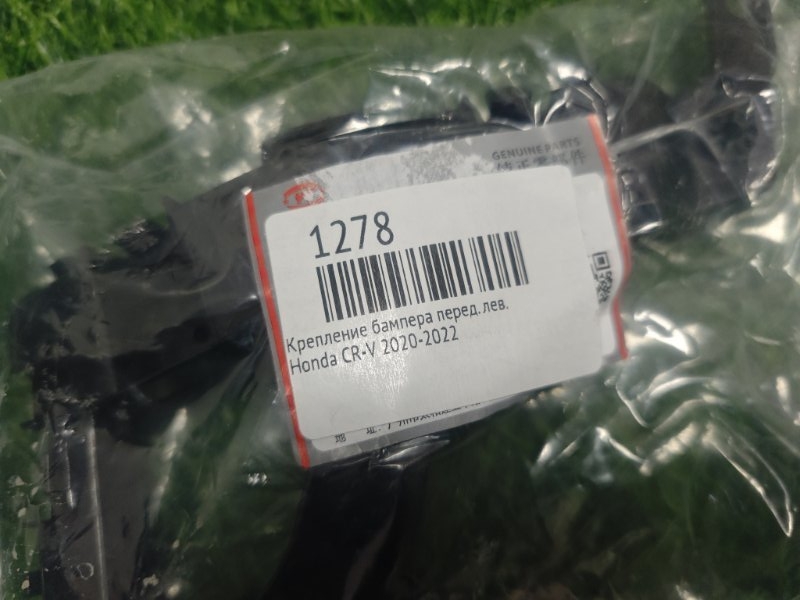 GENUINE PARTS
1278
Крепление бампера перед. лев.
Honda CR-V 2020-2022